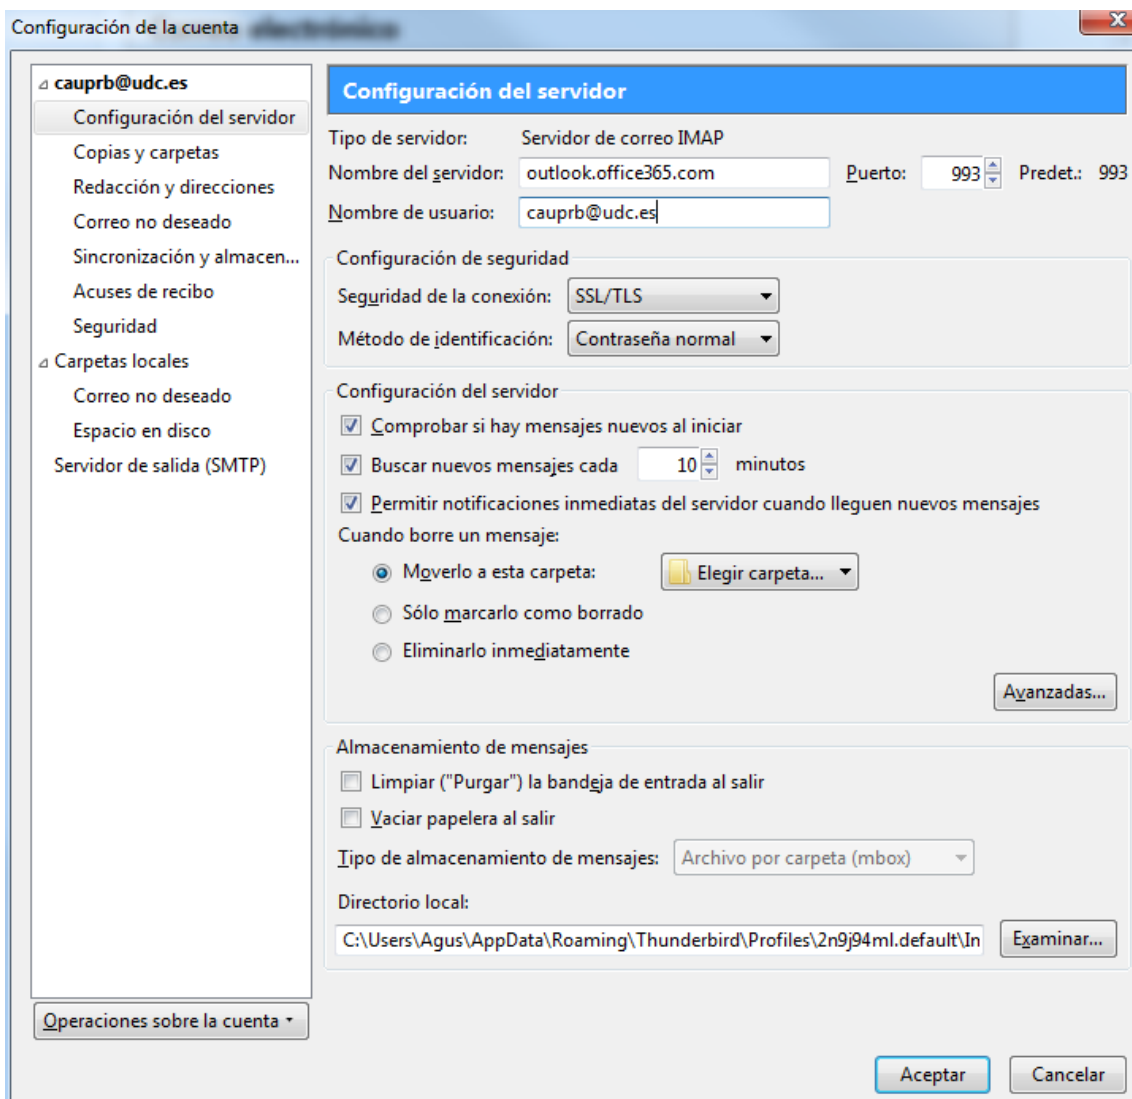 Configuración de la cuenta electrónico
cauprb@udc.es
Configuración del servidor
Copias y carpetas
Redacción y direcciones
Correo no deseado
Sincronización y almacen...
Acuses de recibo
Seguridad
Carpetas locales
Correo no deseado
Espacio en disco
Servidor de salida (SMTP)
Operaciones sobre la cuenta
Configuración del servidor
Tipo de servidor: Servidor de correo IMAP
Nombre del servidor: outlook.office365.com Puerto: 993 Predet.: 993
Nombre de usuario: cauprb@udc.es
Configuración de seguridad
Seguridad de la conexión: SSL/TLS
Método de identificación: Contraseña normal
Configuración del servidor
Comprobar si hay mensajes nuevos al iniciar
Buscar nuevos mensajes cada 10 minutos
Permitir notificaciones inmediatas del servidor cuando lleguen nuevos mensajes
Cuando borre un mensaje:
Moverlo a esta carpeta: Elegir carpeta...
Sólo marcarlo como borrado
Eliminarlo inmediatamente
Avanzadas...
Almacenamiento de mensajes
Limpiar ("Purgar") la bandeja de entrada al salir
Vaciar papelera al salir
Tipo de almacenamiento de mensajes: Archivo por carpeta (mbox)
Directorio local:
C:\Users\Agus\AppData\Roaming\Thunderbird\Profiles\2n9j94ml.default\In Examinar...
Aceptar Cancelar